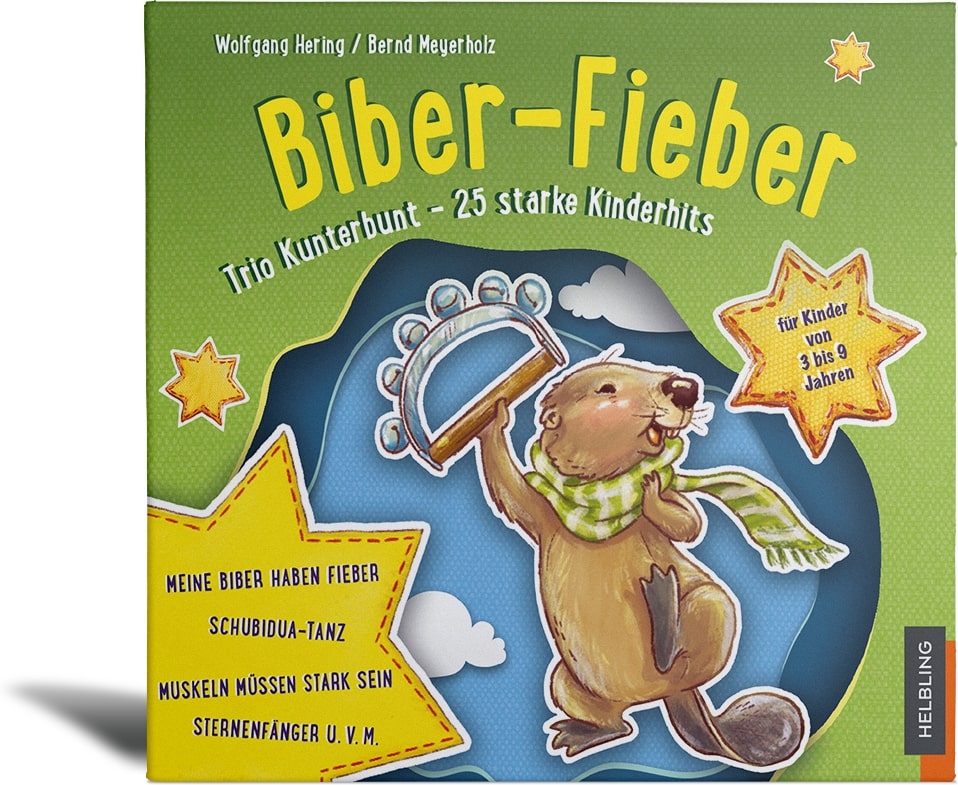 Wolfgang Hering / Bernd Meyerholz
Biber-Fieber
Trio Kunterbunt - 25 starke Kinderhits
für Kinder
von
3 bis 9
Jahren
MEINE BIBER HABEN FIEBER
SCHUBIDUA-TANZ
MUSKELN MÜSSEN STARK SEIN
STERNENFÄNGER U. V. M.
HELBLING